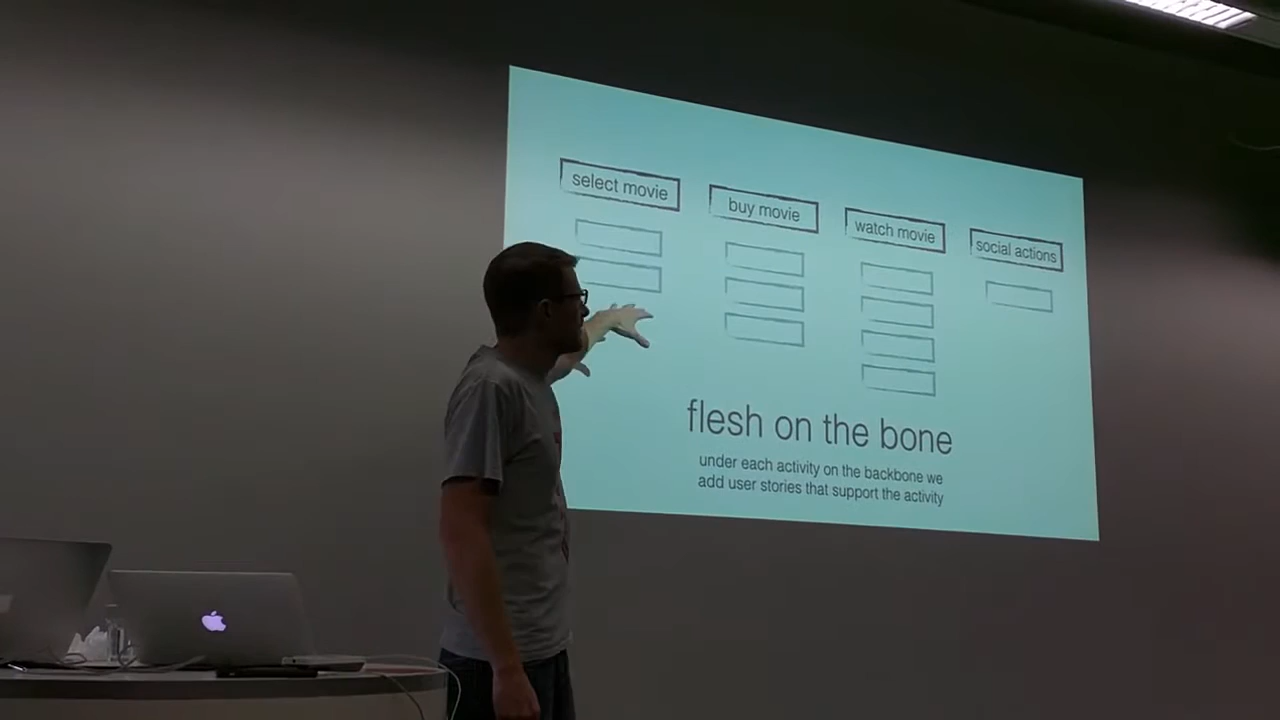 select movie
buy movie
watch movie
social actions
flesh on the bone
under each activity on the backbone we
add user stories that support the activity